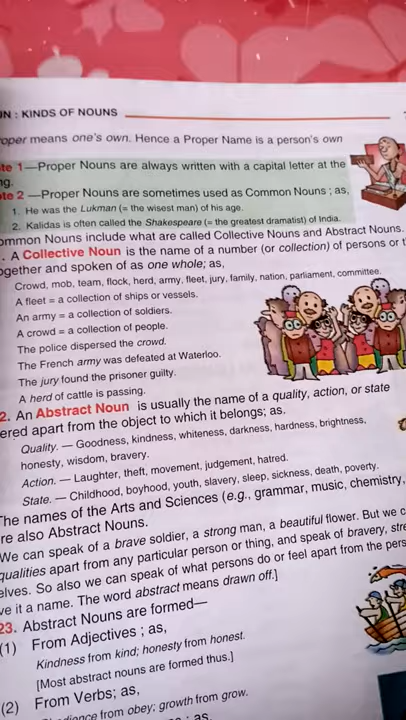 UN : KINDS OF NOUNS
roper means one's own. Hence a Proper Name is a person's own
te 1—Proper Nouns are always written with a capital letter at the
ng.
te 2 —Proper Nouns are sometimes used as Common Nouns ; as,
1. He was the Lukman (= the wisest man) of his age.
2. Kalidas is often called the Shakespeare (= the greatest dramatist) of India.
ommon Nouns include what are called Collective Nouns and Abstract Nouns.
. A Collective Noun is the name of a number (or collection) of persons or t
ogether and spoken of as one whole; as,
Crowd, mob, team, flock, herd, army, fleet, jury, family, nation, parliament, committee.
A fleet = a collection of ships or vessels.
An army = a collection of soldiers.
A crowd = a collection of people.
The police dispersed the crowd.
The French army was defeated at Waterloo.
The jury found the prisoner guilty.
A herd of cattle is passing.
2. An Abstract Noun is usually the name of a quality, action, or state
ered apart from the object to which it belongs; as.
Quality. — Goodness, kindness, whiteness, darkness, hardness, brightness,
honesty, wisdom, bravery.
Action. — Laughter, theft, movement, judgement, hatred.
State. — Childhood, boyhood, youth, slavery, sleep, sickness, death, poverty.
The names of the Arts and Sciences (e.g., grammar, music, chemistry,
re also Abstract Nouns.
We can speak of a brave soldier, a strong man, a beautiful flower. But we c
qualities apart from any particular person or thing, and speak of bravery, stre
elves. So also we can speak of what persons do or feel apart from the pers
ve it a name. The word abstract means drawn off.]
23. Abstract Nouns are formed—
(1) From Adjectives ; as,
Kindness from kind; honesty from honest.
[Most abstract nouns are formed thus.]
(2) From Verbs; as,
dience from obey; growth from grow.
; as,